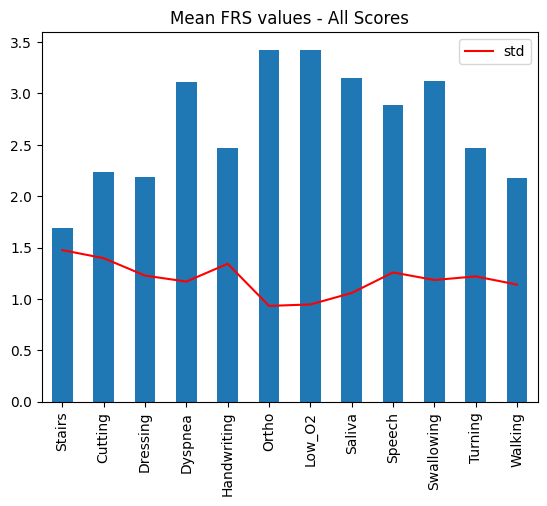 Mean FRS values - All Scores
std
3.5
3.0
2.5
2.0
1.5
1.0
0.5
0.0
Stairs
Cutting
Dressing
Dyspnea
Handwriting
Ortho
Low_O2
Saliva
Speech
Swallowing
Turning
Walking